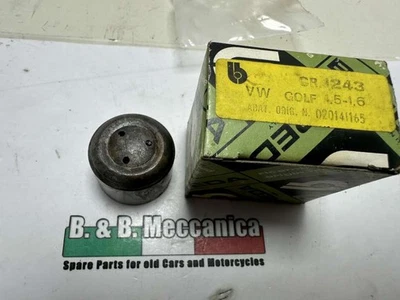 CR.1243
VW GOLF 1.5-1.6
ADAT. ORIG. N. 020141165
B. & B. Meccanica
Spare Parts for old Cars and Motorcycles